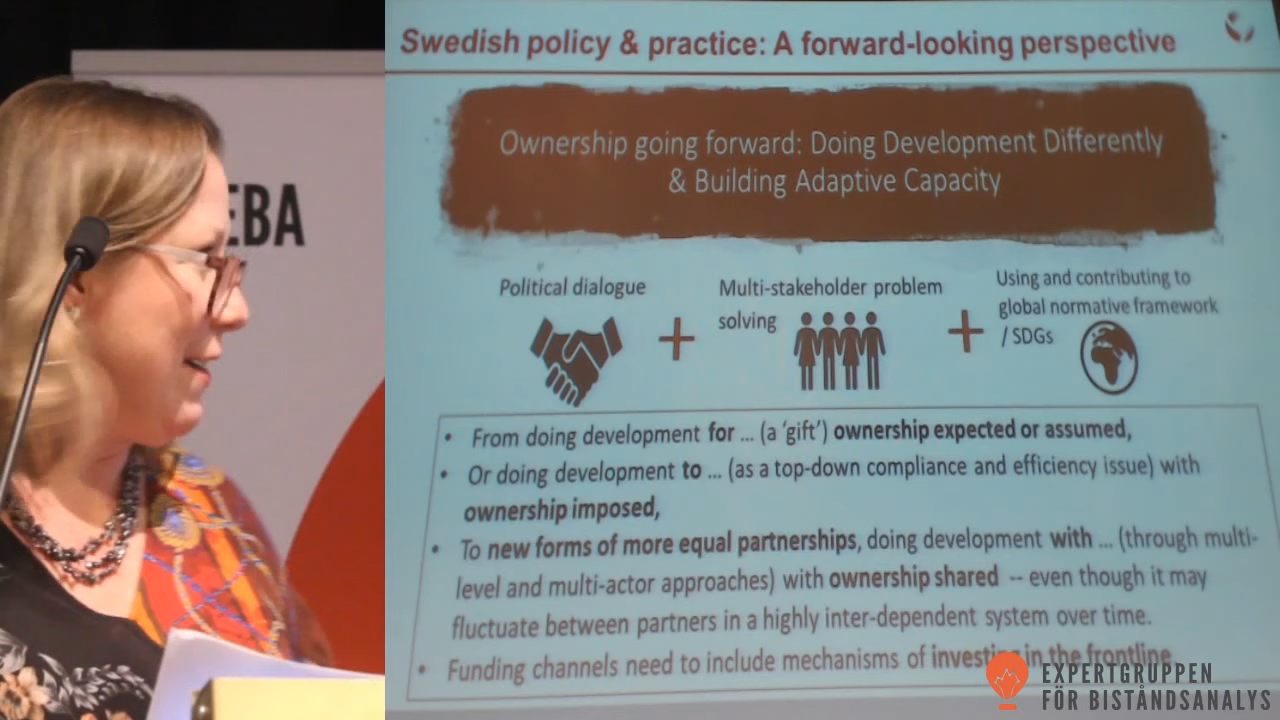 Swedish policy & practice: A forward-looking perspective
Ownership going forward: Doing Development Differently
& Building Adaptive Capacity
EBA
Political dialogue
Multi-stakeholder problem
solving
Using and contributing to
global normative framework
/ SDGs
+
+
• From doing development for ... (a ‘gift’) ownership expected or assumed,
• Or doing development to ... (as a top-down compliance and efficiency issue) with
ownership imposed,
• To new forms of more equal partnerships, doing development with ... (through multi-
level and multi-actor approaches) with ownership shared -- even though it may
fluctuate between partners in a highly inter-dependent system over time.
• Funding channels need to include mechanisms of investing in the frontline
EXPERTGRUPPEN
FÖR BISTÅNDSANALYS